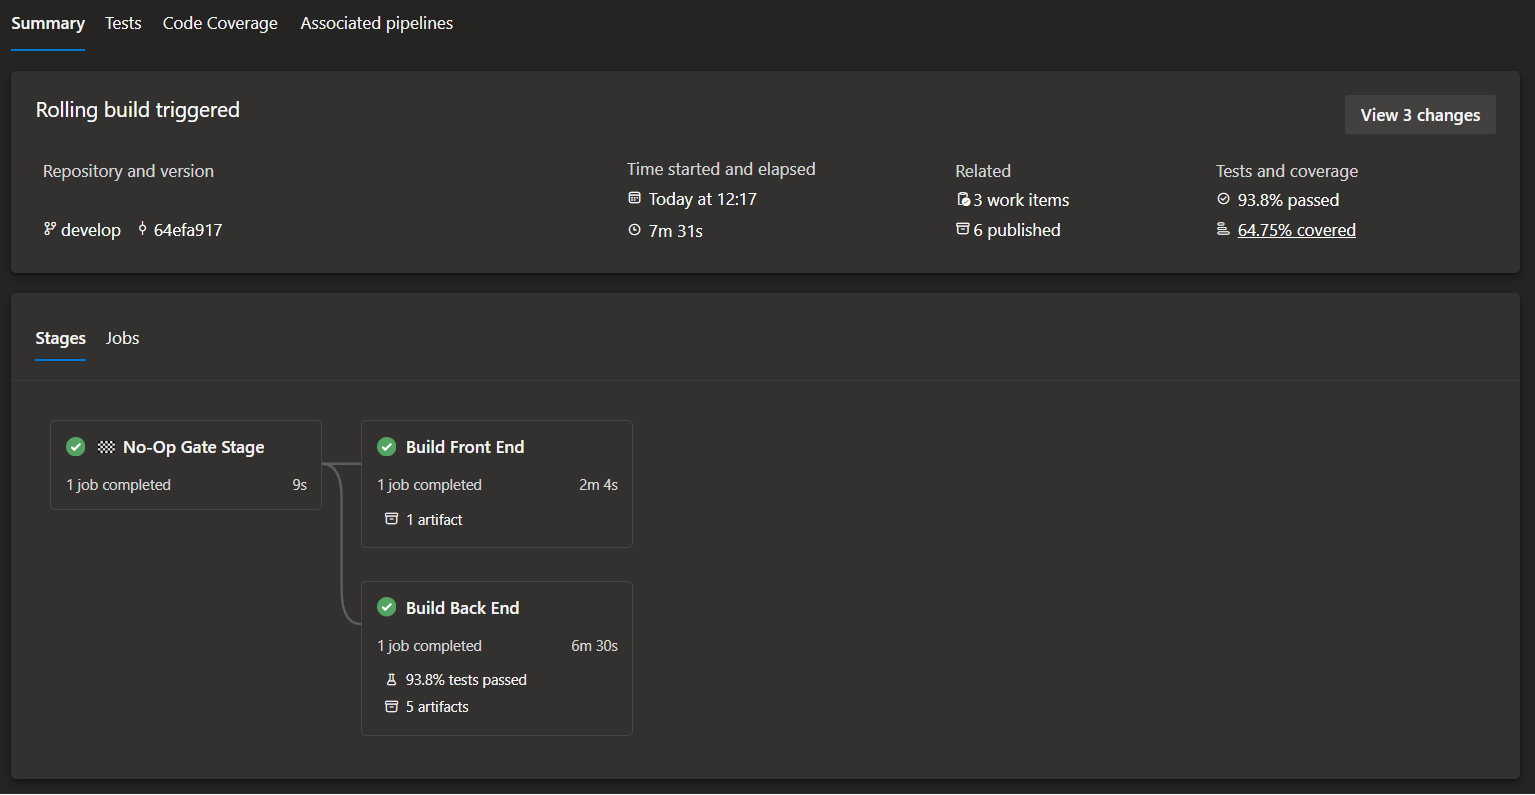 Summary Tests Code Coverage Associated pipelines
Rolling build triggered
View 3 changes
Repository and version
develop 64efa917
Time started and elapsed
Today at 12:17
7m 31s
Related
3 work items
6 published
Tests and coverage
93.8% passed
64.75% covered
Stages Jobs
No-Op Gate Stage
1 job completed 9s
Build Front End
1 job completed 2m 4s
1 artifact
Build Back End
1 job completed 6m 30s
93.8% tests passed
5 artifacts